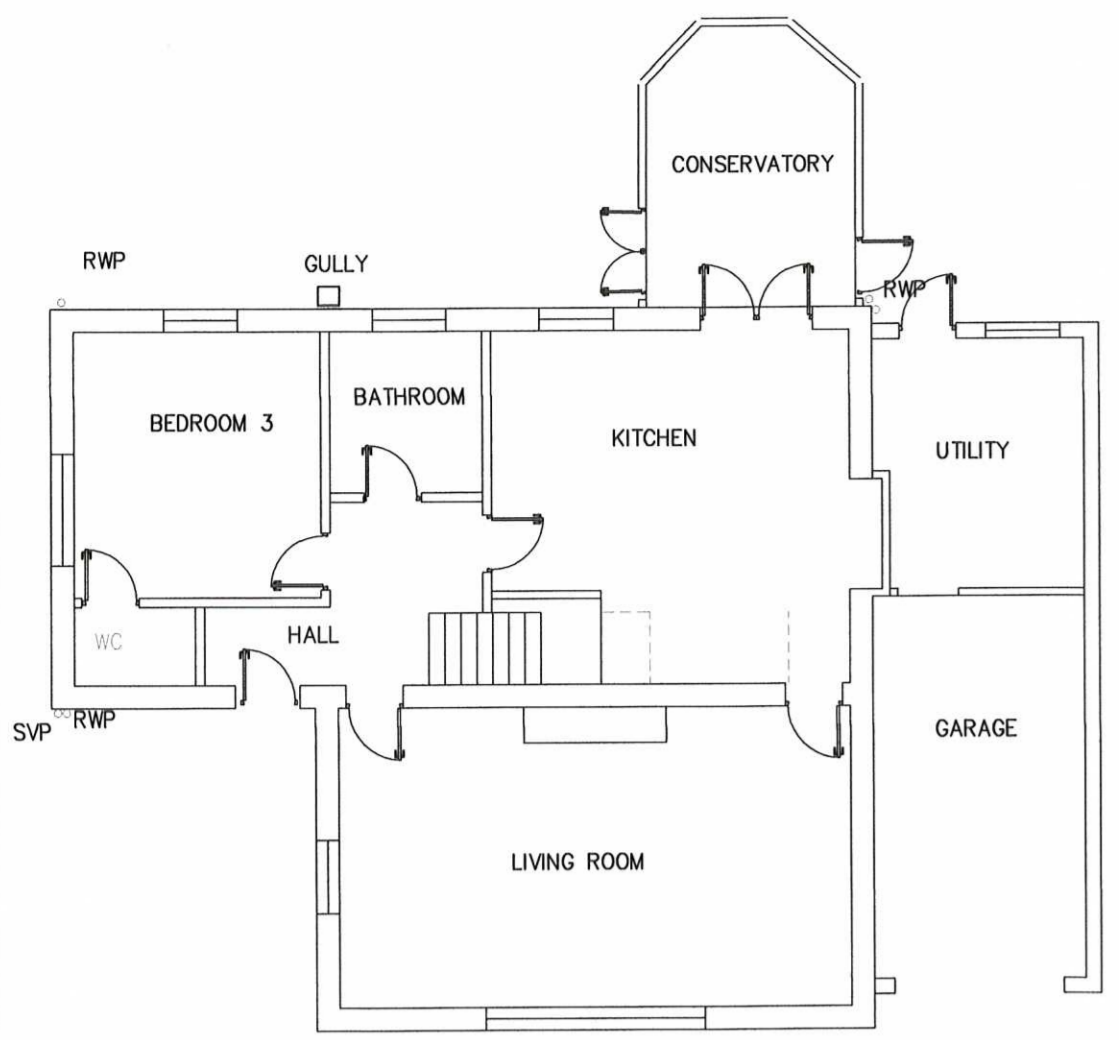 CONSERVATORY
RWP
GULLY
RWP
BATHROOM
BEDROOM 3
KITCHEN
UTILITY
HALL
WC
SVP
RWP
GARAGE
LIVING ROOM